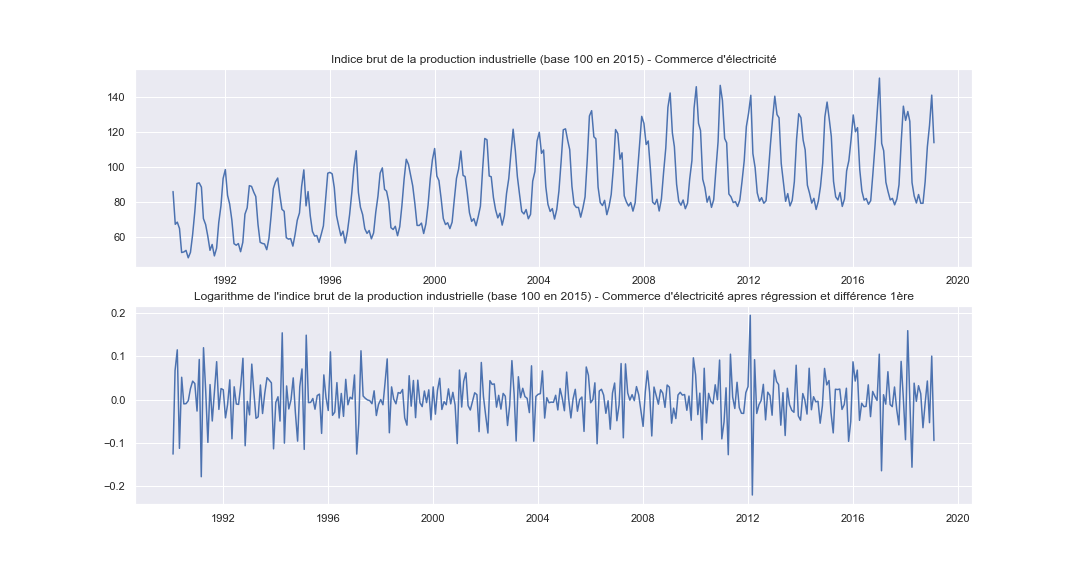 Indice brut de la production industrielle (base 100 en 2015) - Commerce d'électricité
140
120
100
80
60
1992 1996 2000 2004 2008 2012 2016 2020
Logarithme de l'indice brut de la production industrielle (base 100 en 2015) - Commerce d'électricité apres régression et différence 1ère
0.2
0.1
0.0
−0.1
−0.2
1992 1996 2000 2004 2008 2012 2016 2020